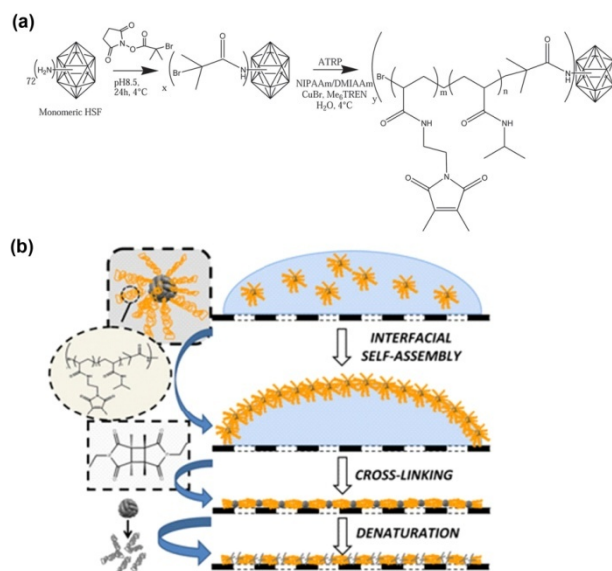 (a)
72
(H₂N)
O
O
N
O
O
Br
pH8.5,
24h, 4°C
Monomeric HSF
x
Br
O
N
H
ATRP
NIPAAm/DMIAAm
CuBr, Me₆TREN
H₂O, 4°C
y
Br
m
n
O
N
H
O
NH
O
NH
O
N
O
(b)
INTERFACIAL
SELF-ASSEMBLY
CROSS-LINKING
DENATURATION